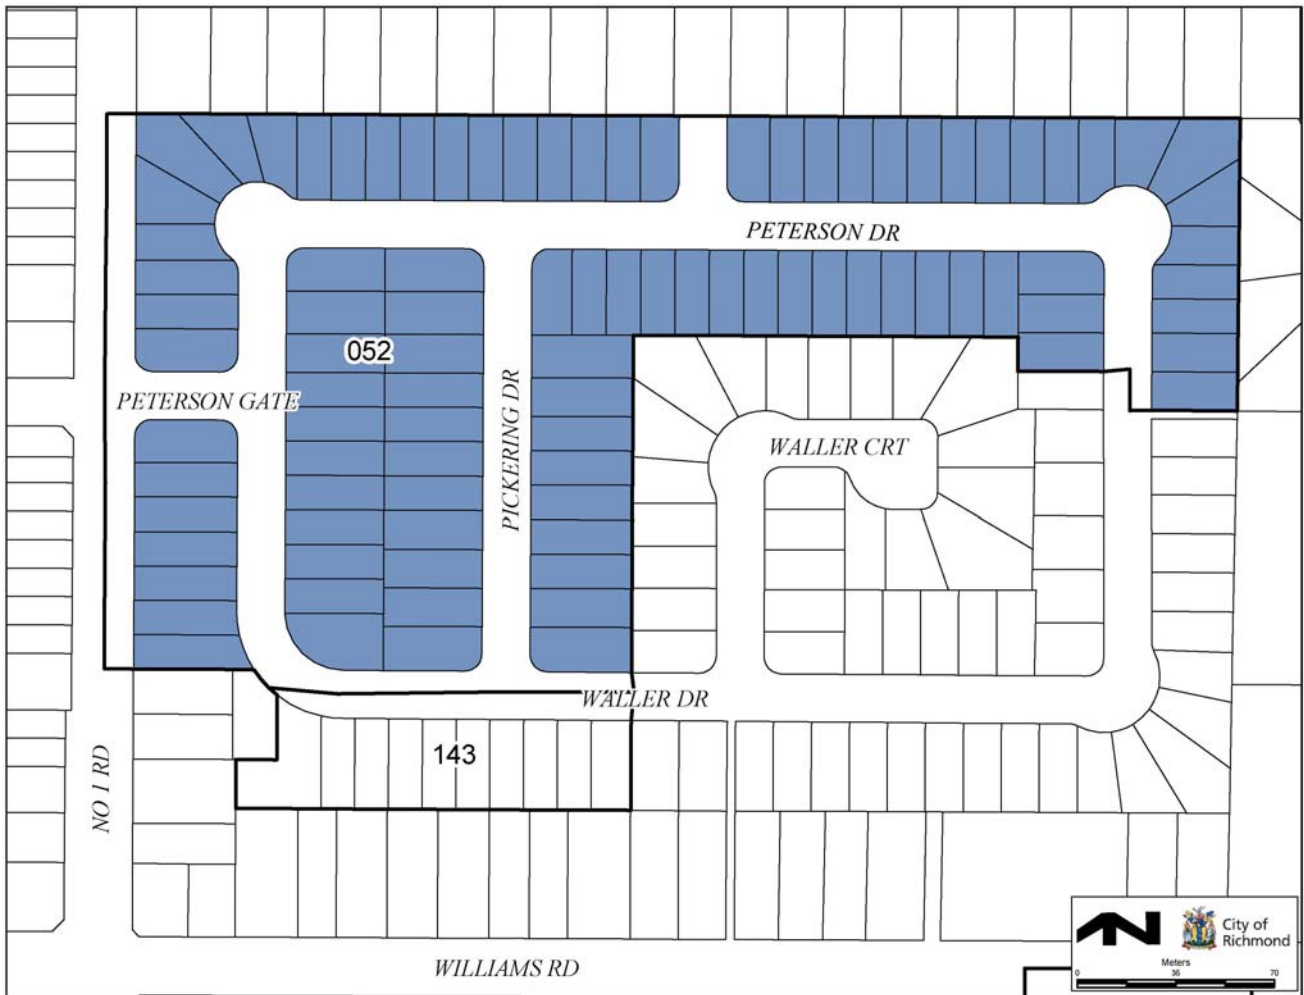 PETERSON DR
052
PETERSON GATE
PICKERING DR
WALLER CRT
WALLER DR
143
NO 1 RD
WILLIAMS RD
City of
Richmond
Meters
0 35 70